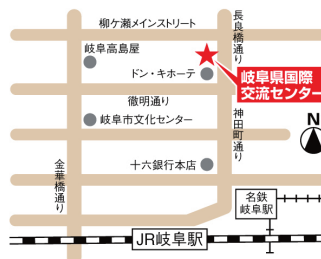 柳ケ瀬メインストリート
長良橋通り
岐阜高島屋
ドン・キホーテ
岐阜県国際
交流センター
徹明通り
岐阜市文化センター
神田町通り
N
十六銀行本店
金華橋通り
名鉄
岐阜駅
JR岐阜駅